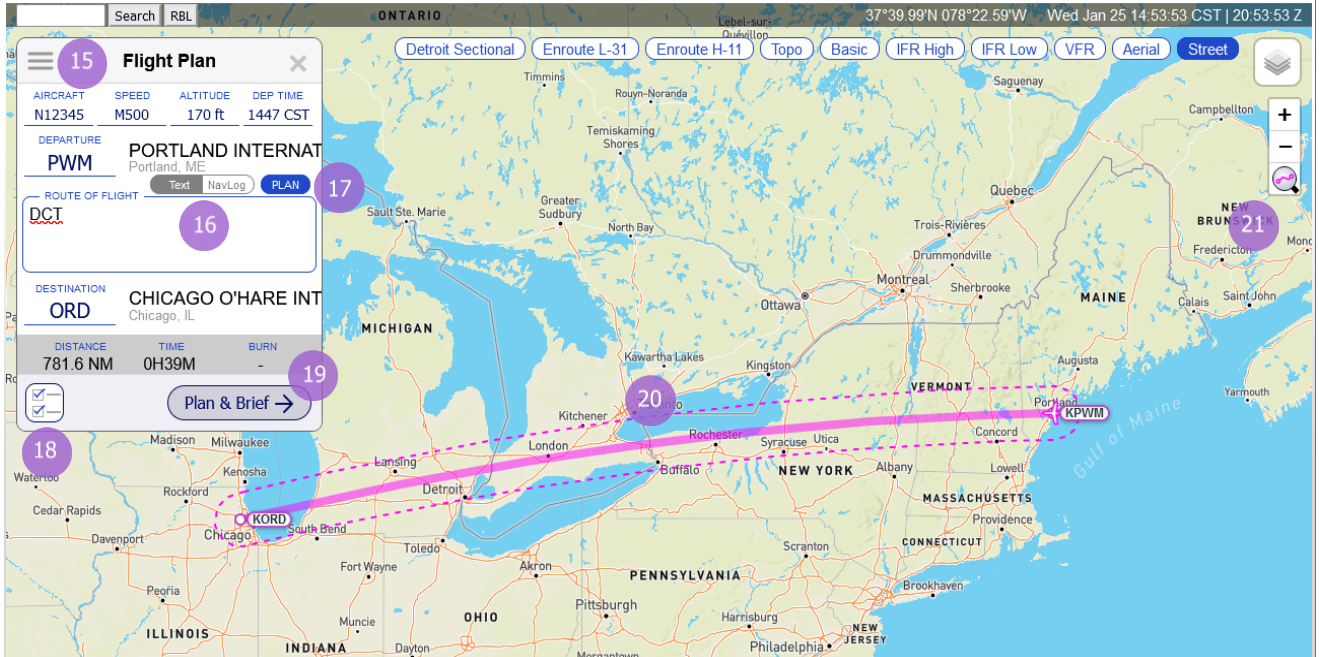 Search RBL
37°39.99'N 078°22.59'W Wed Jan 25 14:53:53 CST | 20:53:53 Z
Detroit Sectional Enroute L-31 Enroute H-11 Topo Basic IFR High IFR Low VFR Aerial Street
15 Flight Plan ×
AIRCRAFT SPEED ALTITUDE DEP TIME
N12345 M500 170 ft 1447 CST
DEPARTURE
PWM PORTLAND INTERNAT
Portland, ME
Text NavLog PLAN 17
ROUTE OF FLIGHT
DCT
16
DESTINATION
ORD CHICAGO O'HARE INT
Chicago, IL
DISTANCE TIME BURN
781.6 NM 0H39M -
19
Plan & Brief →
18
+
−
21
20
ONTARIO
Lebel-sur-
Quévillon
Timmins
Rouyn-Noranda
Saguenay
Campbellton
Temiskaming
Shores
Quebec
NEW
Greater
Sudbury
Sault Ste. Marie
North Bay
Trois-Rivières
Fredericton
Drummondville
Montreal
Sherbrooke
Ottawa
MAINE
Calais
Saint John
MICHIGAN
Kawartha Lakes
Kingston
Augusta
VERMONT
Yarmouth
Portland
KPWM
Gulf of Maine
Kitchener
Madison
Milwaukee
London
Rochester
Syracuse
Utica
Concord
Lansing
Buffalo
NEW YORK
Albany
Lowell
Waterloo
Kenosha
Rockford
Detroit
MASSACHUSETTS
Cedar Rapids
KORD
Providence
Davenport
Chicago
South Bend
Toledo
CONNECTICUT
Scranton
Fort Wayne
Akron
PENNSYLVANIA
Brookhaven
Peoria
Pittsburgh
Muncie
OHIO
Harrisburg
NEW
JERSEY
ILLINOIS
INDIANA
Dayton
Morgantown
Philadelphia